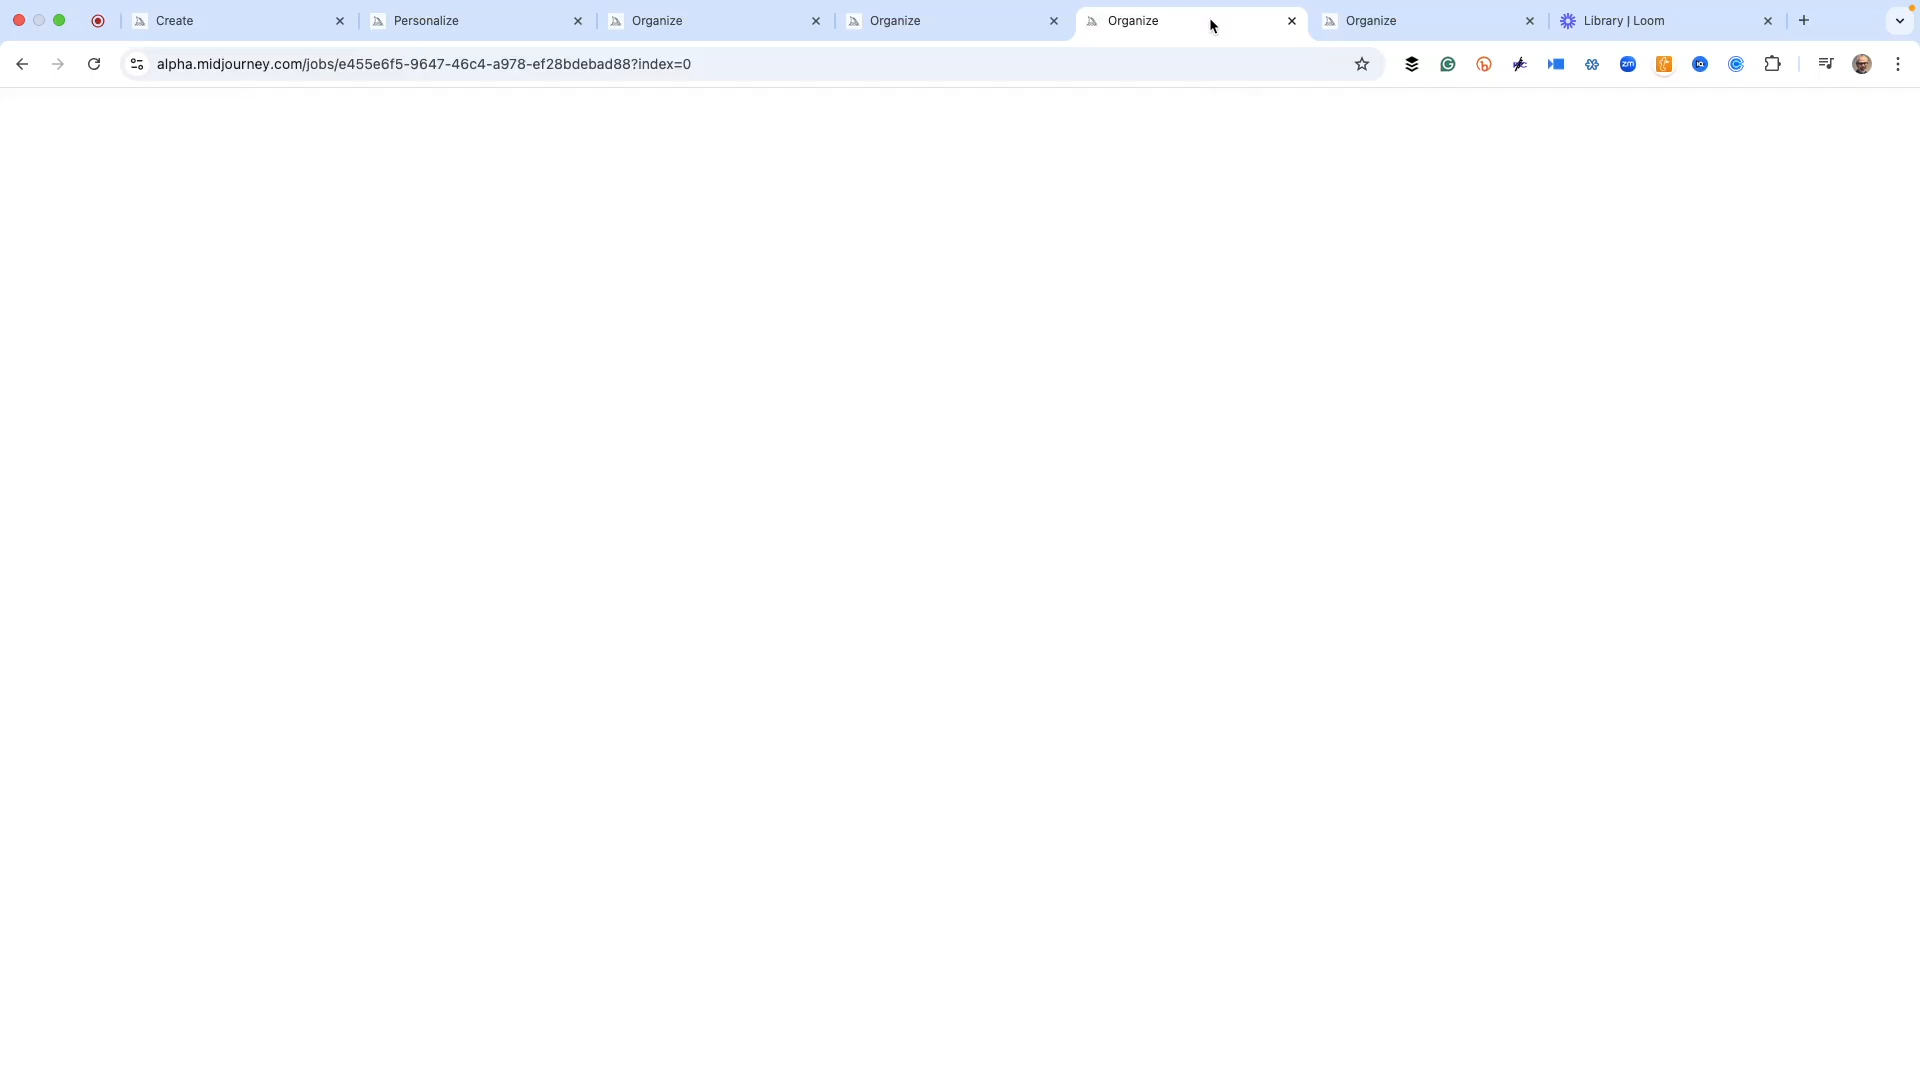 Create
Personalize
Organize
Organize
Organize
Organize
Library | Loom
alpha.midjourney.com/jobs/e455e6f5-9647-46c4-a978-ef28bdebad88?index=0
zm